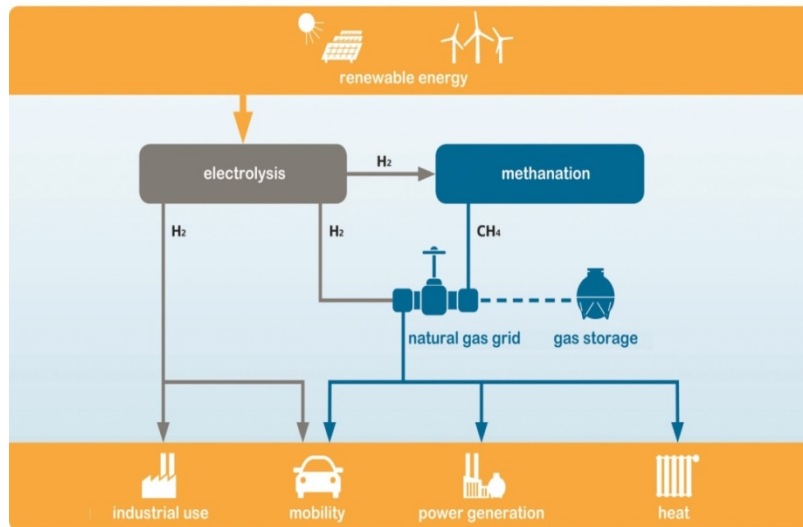 renewable energy
electrolysis
H₂
methanation
H₂
H₂
CH₄
natural gas grid
gas storage
industrial use
mobility
power generation
heat